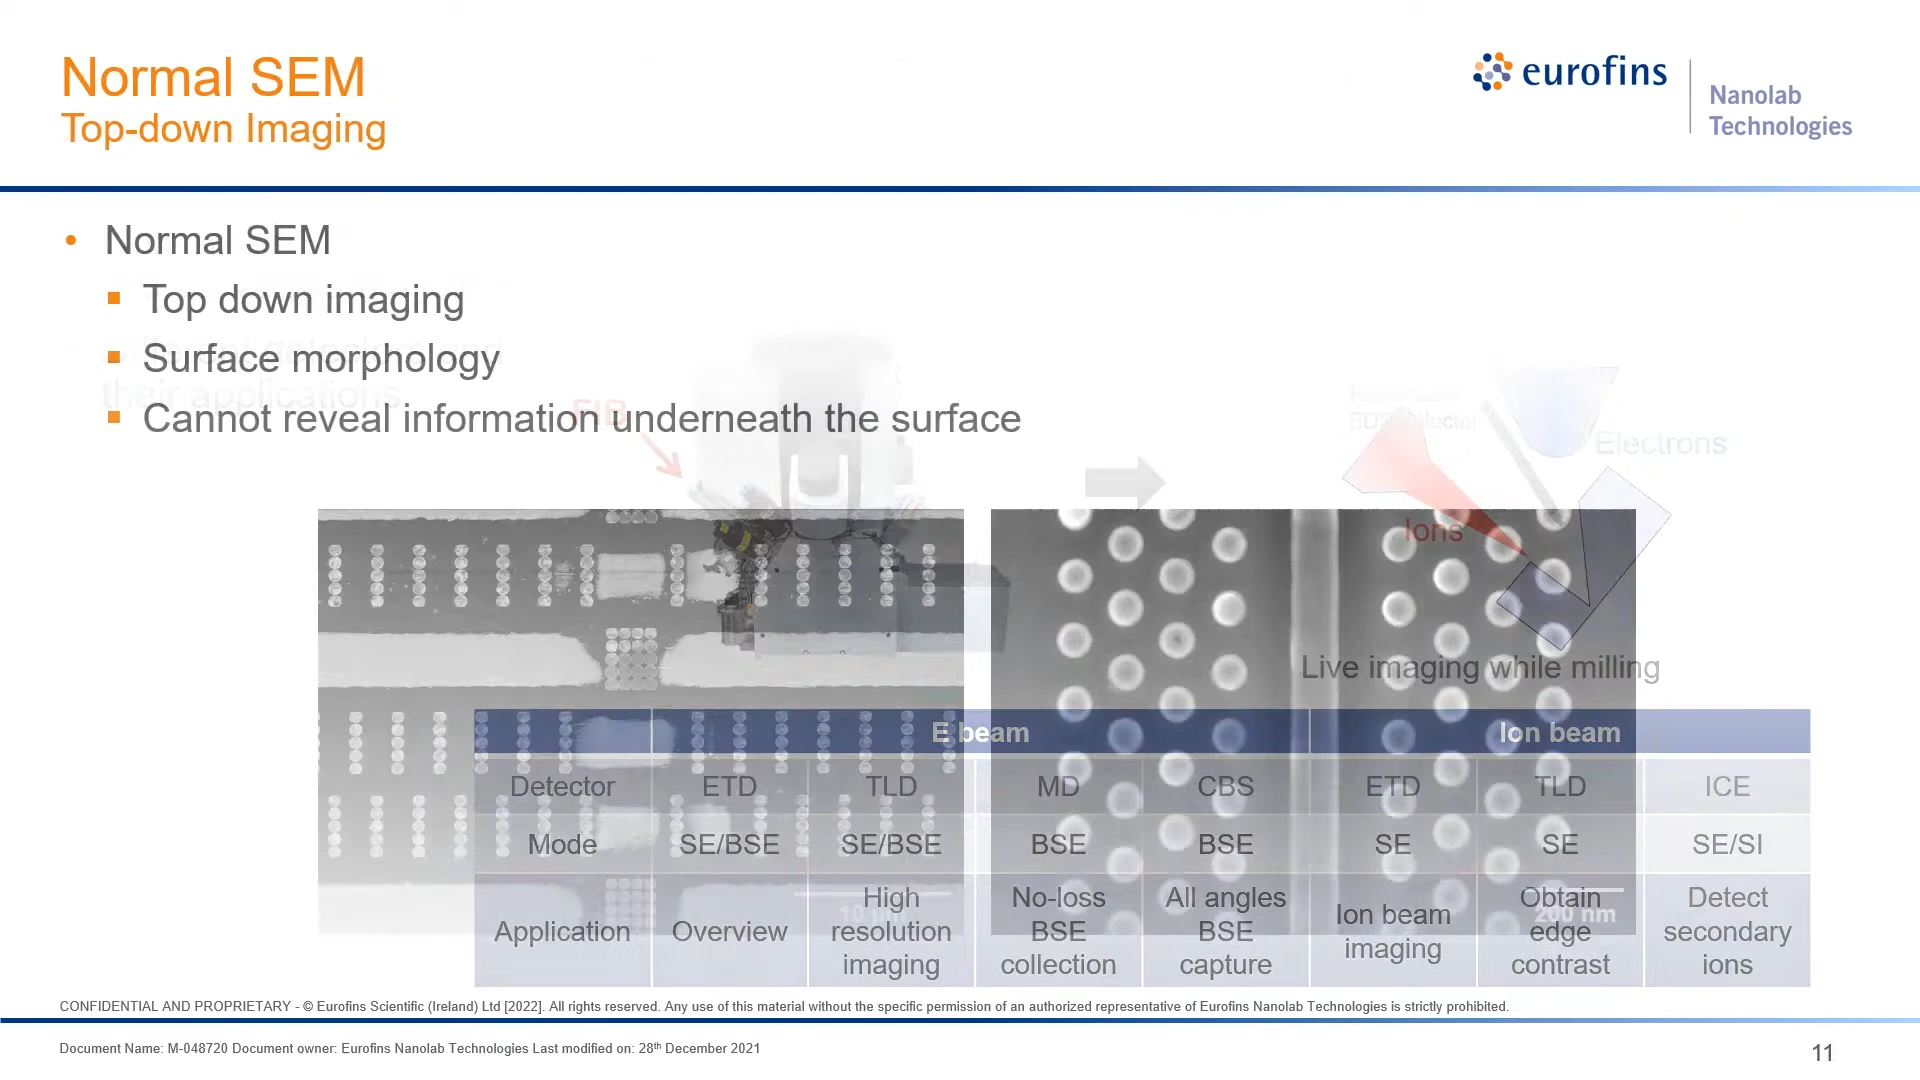 Normal SEM
Top-down Imaging
eurofins
Nanolab
Technologies
• Normal SEM
Top down imaging
Surface morphology
their applications
Cannot reveal information underneath the surface
FIB
Electrons
Ions
Live imaging while milling
E beam Ion beam
Detector ETD TLD MD CBS ETD TLD ICE
Mode SE/BSE SE/BSE BSE BSE SE SE SE/SI
Application Overview High resolution imaging No-loss BSE collection All angles BSE capture Ion beam imaging Obtain edge contrast Detect secondary ions
10 µm
200 nm
CONFIDENTIAL AND PROPRIETARY - © Eurofins Scientific (Ireland) Ltd [2022]. All rights reserved. Any use of this material without the specific permission of an authorized representative of Eurofins Nanolab Technologies is strictly prohibited.
Document Name: M-048720 Document owner: Eurofins Nanolab Technologies Last modified on: 28th December 2021
11